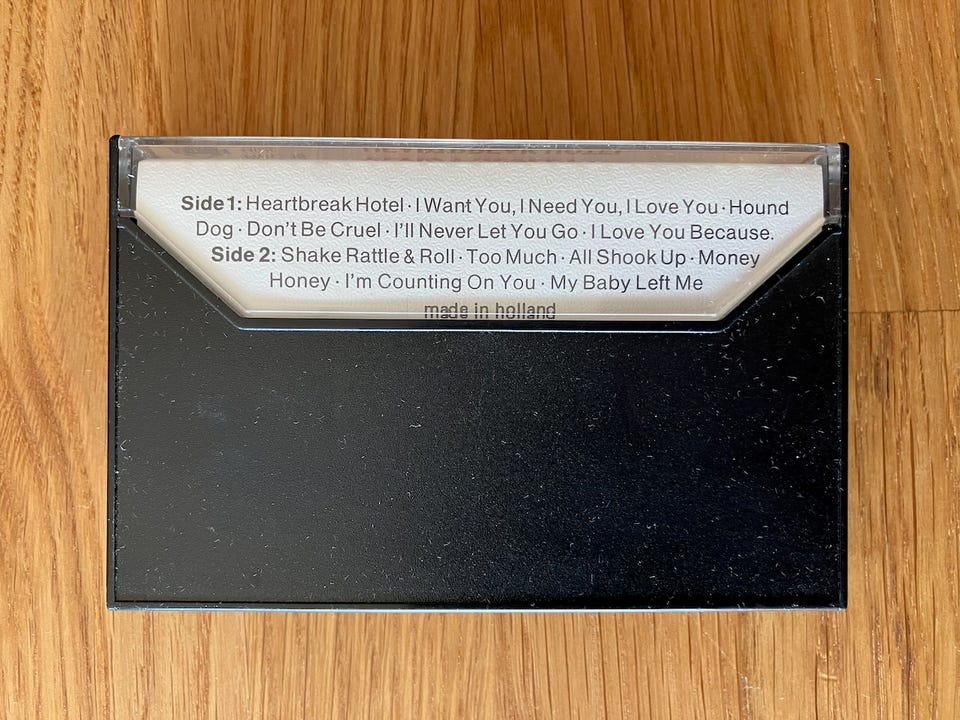 Side 1: Heartbreak Hotel · I Want You, I Need You, I Love You · Hound
Dog · Don't Be Cruel · I'll Never Let You Go · I Love You Because.
Side 2: Shake Rattle & Roll · Too Much · All Shook Up · Money
Honey · I'm Counting On You · My Baby Left Me
made in holland